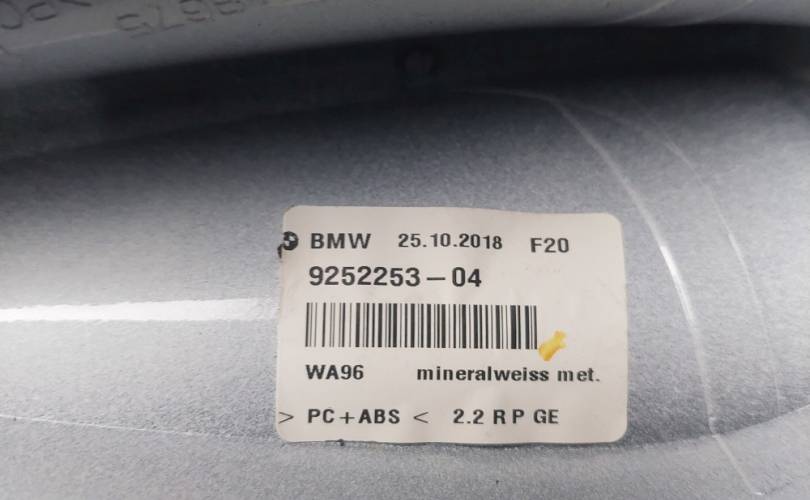 BMW 25.10.2018 F20
9252253-04
WA96 mineralweiss met.
> PC+ABS < 2.2 R P GE